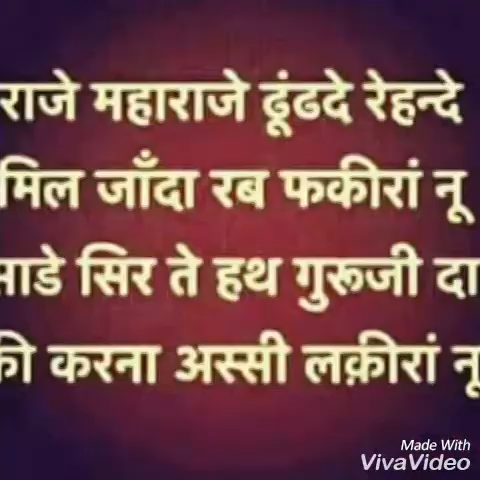 राजे महाराजे ढूंढदे रेहन्दे
मिल जाँदा रब फकीरां नू
साडे सिर ते हथ गुरूजी दा
की करना अस्सी लक़ीरां नू
Made With
VivaVideo